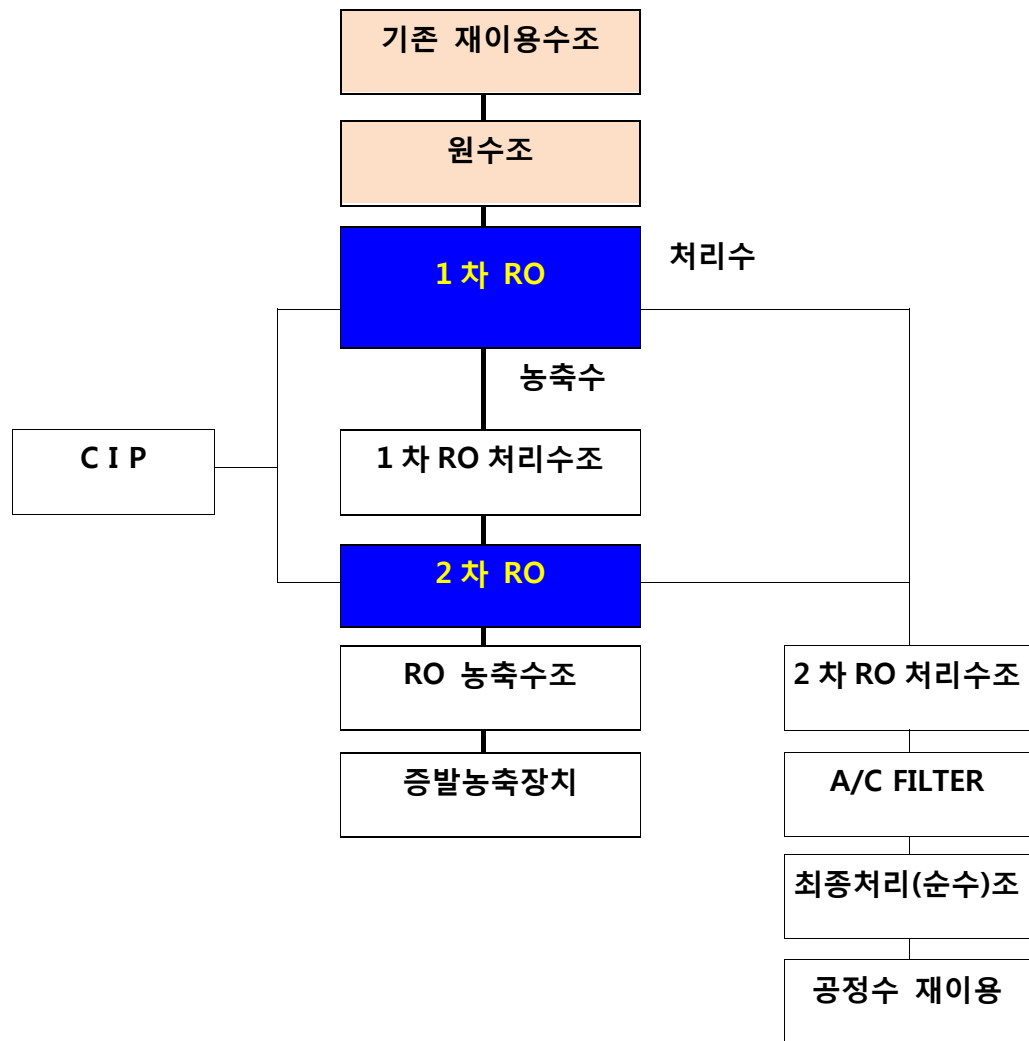 기존 재이용수조
원수조
1차 RO
처리수
농축수
C I P
1차 RO 처리수조
2차 RO
RO 농축수조
2차 RO 처리수조
증발농축장치
A/C FILTER
최종처리(순수)조
공정수 재이용